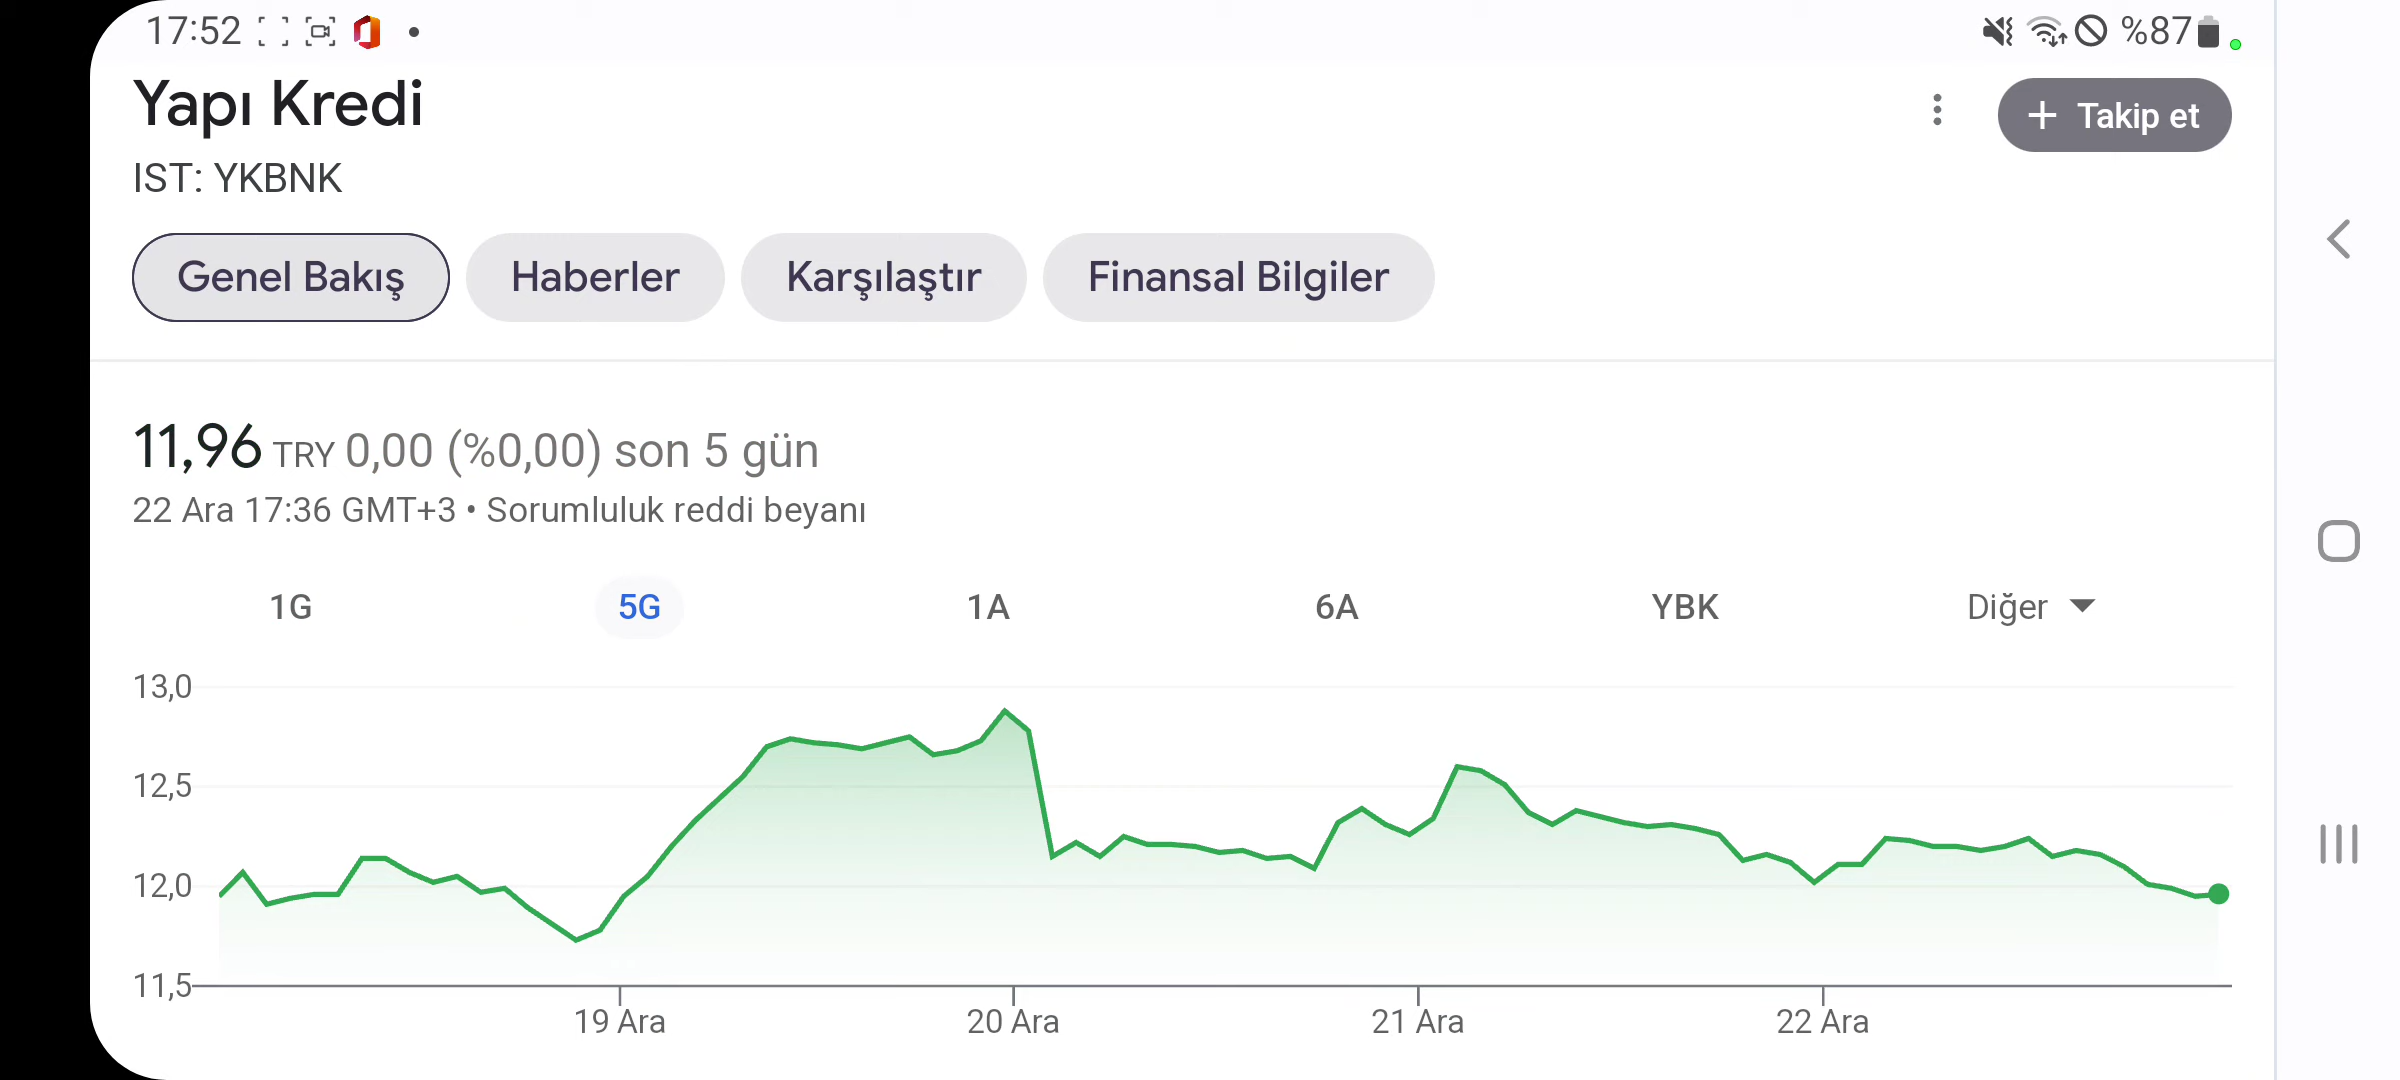 17:52 %87
Yapı Kredi
+ Takip et
IST: YKBNK
Genel Bakış Haberler Karşılaştır Finansal Bilgiler
11,96 TRY 0,00 (%0,00) son 5 gün
22 Ara 17:36 GMT+3 • Sorumluluk reddi beyanı
1G 5G 1A 6A YBK Diğer
13,0
12,5
12,0
11,5
19 Ara 20 Ara 21 Ara 22 Ara